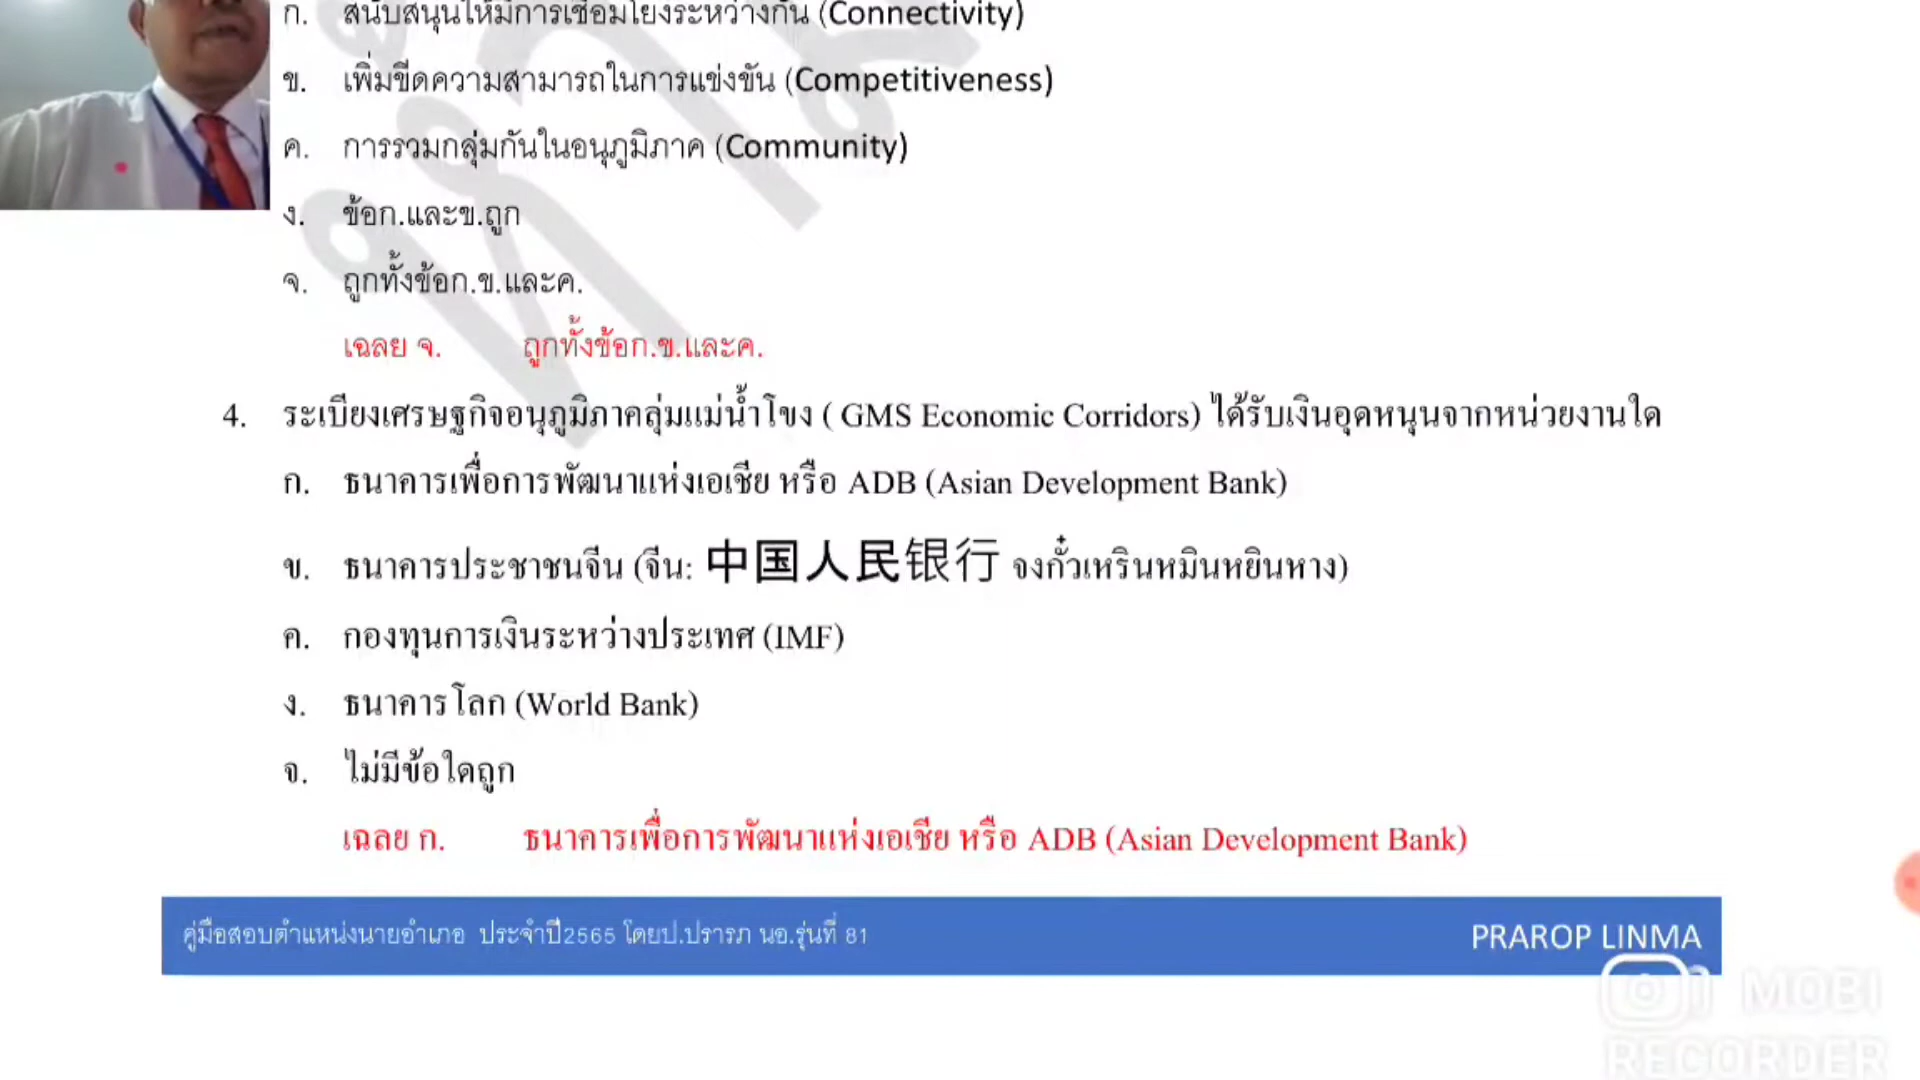 ก. สนับสนุนให้มีการเชื่อมโยงระหว่างกัน (Connectivity)
ข. เพิ่มขีดความสามารถในการแข่งขัน (Competitiveness)
ค. การรวมกลุ่มกันในอนุภูมิภาค (Community)
ง. ข้อก.และข.ถูก
จ. ถูกทั้งข้อก.ข.และค.
เฉลย จ. ถูกทั้งข้อก.ข.และค.
4. ระเบียงเศรษฐกิจอนุภูมิภาคลุ่มแม่น้ำโขง ( GMS Economic Corridors) ได้รับเงินอุดหนุนจากหน่วยงานใด
ก. ธนาคารเพื่อการพัฒนาแห่งเอเชีย หรือ ADB (Asian Development Bank)
ข. ธนาคารประชาชนจีน (จีน: 中国人民银行 จงกั๋วเหรินหมินหยินหาง)
ค. กองทุนการเงินระหว่างประเทศ (IMF)
ง. ธนาคารโลก (World Bank)
จ. ไม่มีข้อใดถูก
เฉลย ก. ธนาคารเพื่อการพัฒนาแห่งเอเชีย หรือ ADB (Asian Development Bank)
คู่มือสอบตำแหน่งนายอำเภอ ประจำปี2565 โดยป.ปรารภ นอ.รุ่นที่ 81
PRAROP LINMA
MOBI
RECORDER